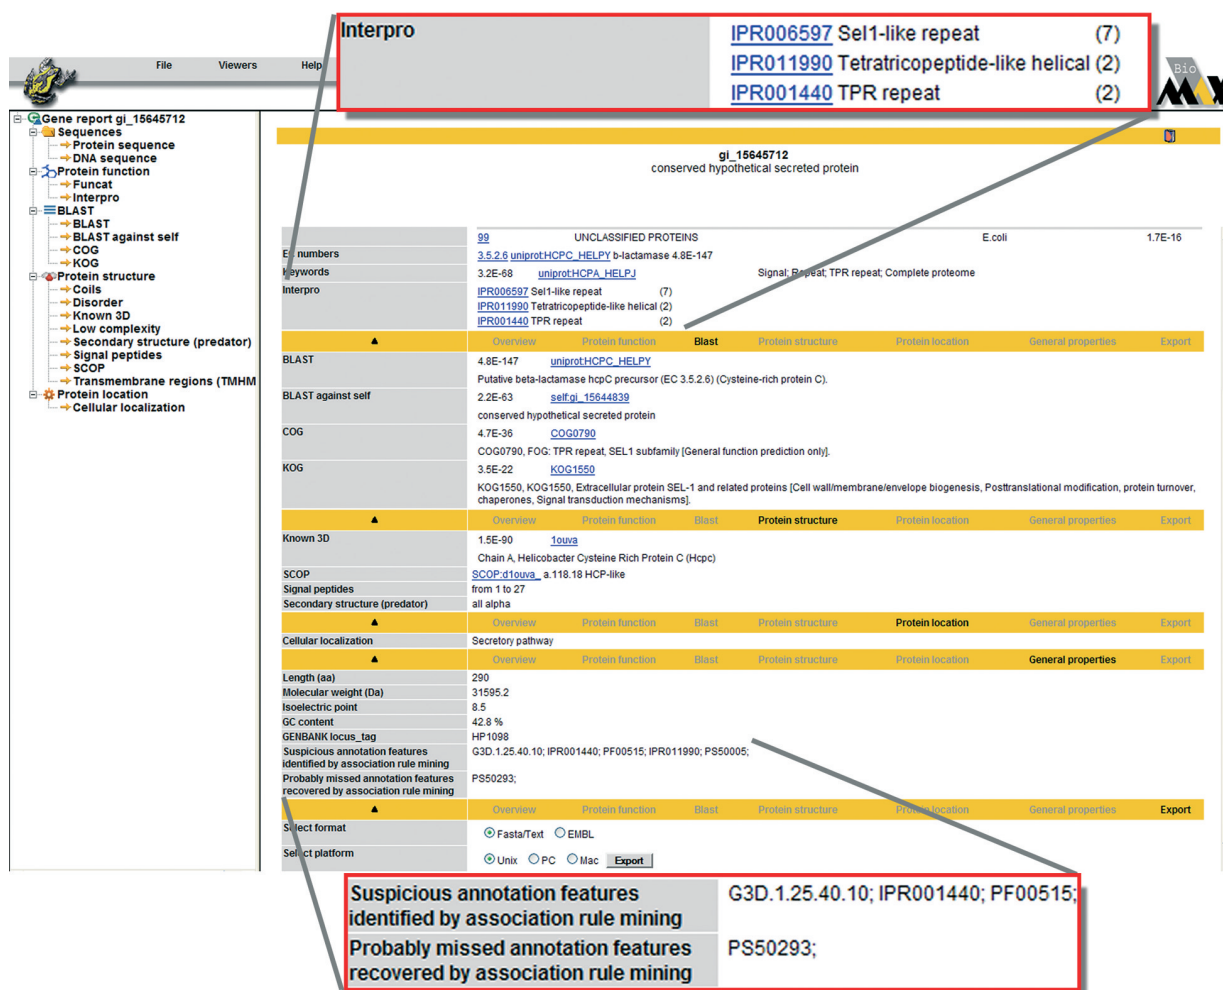 Interpro IPR006597 Sel1-like repeat (7)
IPR011990 Tetratricopeptide-like helical (2)
IPR001440 TPR repeat (2)
File Viewers Help
Bio
MAX
Gene report gi_15645712
Sequences
Protein sequence
DNA sequence
Protein function
Funcat
Interpro
BLAST
BLAST
BLAST against self
COG
KOG
Protein structure
Coils
Disorder
Known 3D
Low complexity
Secondary structure (predator)
Signal peptides
SCOP
Transmembrane regions (TMHM
Protein location
Cellular localization
gi_15645712
conserved hypothetical secreted protein
99 UNCLASSIFIED PROTEINS E.coli 1.7E-16
numbers 3.5.2.6 uniprot:HCPC_HELPY b-lactamase 4.8E-147
Keywords 3.2E-68 uniprot:HCPA_HELPJ Signal; Repeat; TPR repeat; Complete proteome
Interpro IPR006597 Sel1-like repeat (7)
IPR011990 Tetratricopeptide-like helical (2)
IPR001440 TPR repeat (2)
▲ Overview Protein function Blast Protein structure Protein location General properties Export
BLAST 4.8E-147 uniprot:HCPC_HELPY
Putative beta-lactamase hcpC precursor (EC 3.5.2.6) (Cysteine-rich protein C).
BLAST against self 2.2E-63 self:gi_15644839
conserved hypothetical secreted protein
COG 4.7E-36 COG0790
COG0790, FOG: TPR repeat, SEL1 subfamily [General function prediction only].
KOG 3.5E-22 KOG1550
KOG1550, KOG1550, Extracellular protein SEL-1 and related proteins [Cell wall/membrane/envelope biogenesis, Posttranslational modification, protein turnover,
chaperones, Signal transduction mechanisms].
▲ Overview Protein function Blast Protein structure Protein location General properties Export
Known 3D 1.5E-90 1ouva
Chain A, Helicobacter Cysteine Rich Protein C (Hcpc)
SCOP SCOP:d1ouva_ a.118.18 HCP-like
Signal peptides from 1 to 27
Secondary structure (predator) all alpha
▲ Overview Protein function Blast Protein structure Protein location General properties Export
Cellular localization Secretory pathway
▲ Overview Protein function Blast Protein structure Protein location General properties Export
Length (aa) 290
Molecular weight (Da) 31595.2
Isoelectric point 8.5
GC content 42.8 %
GENBANK locus_tag HP1098
Suspicious annotation features G3D.1.25.40.10; IPR001440; PF00515; IPR011990; PS50005;
identified by association rule mining
Probably missed annotation features PS50293;
recovered by association rule mining
▲ Overview Protein function Blast Protein structure Protein location General properties Export
Select format Fasta/Text EMBL
Select platform Unix PC Mac Export
Suspicious annotation features G3D.1.25.40.10; IPR001440; PF00515;
identified by association rule mining
Probably missed annotation features PS50293;
recovered by association rule mining